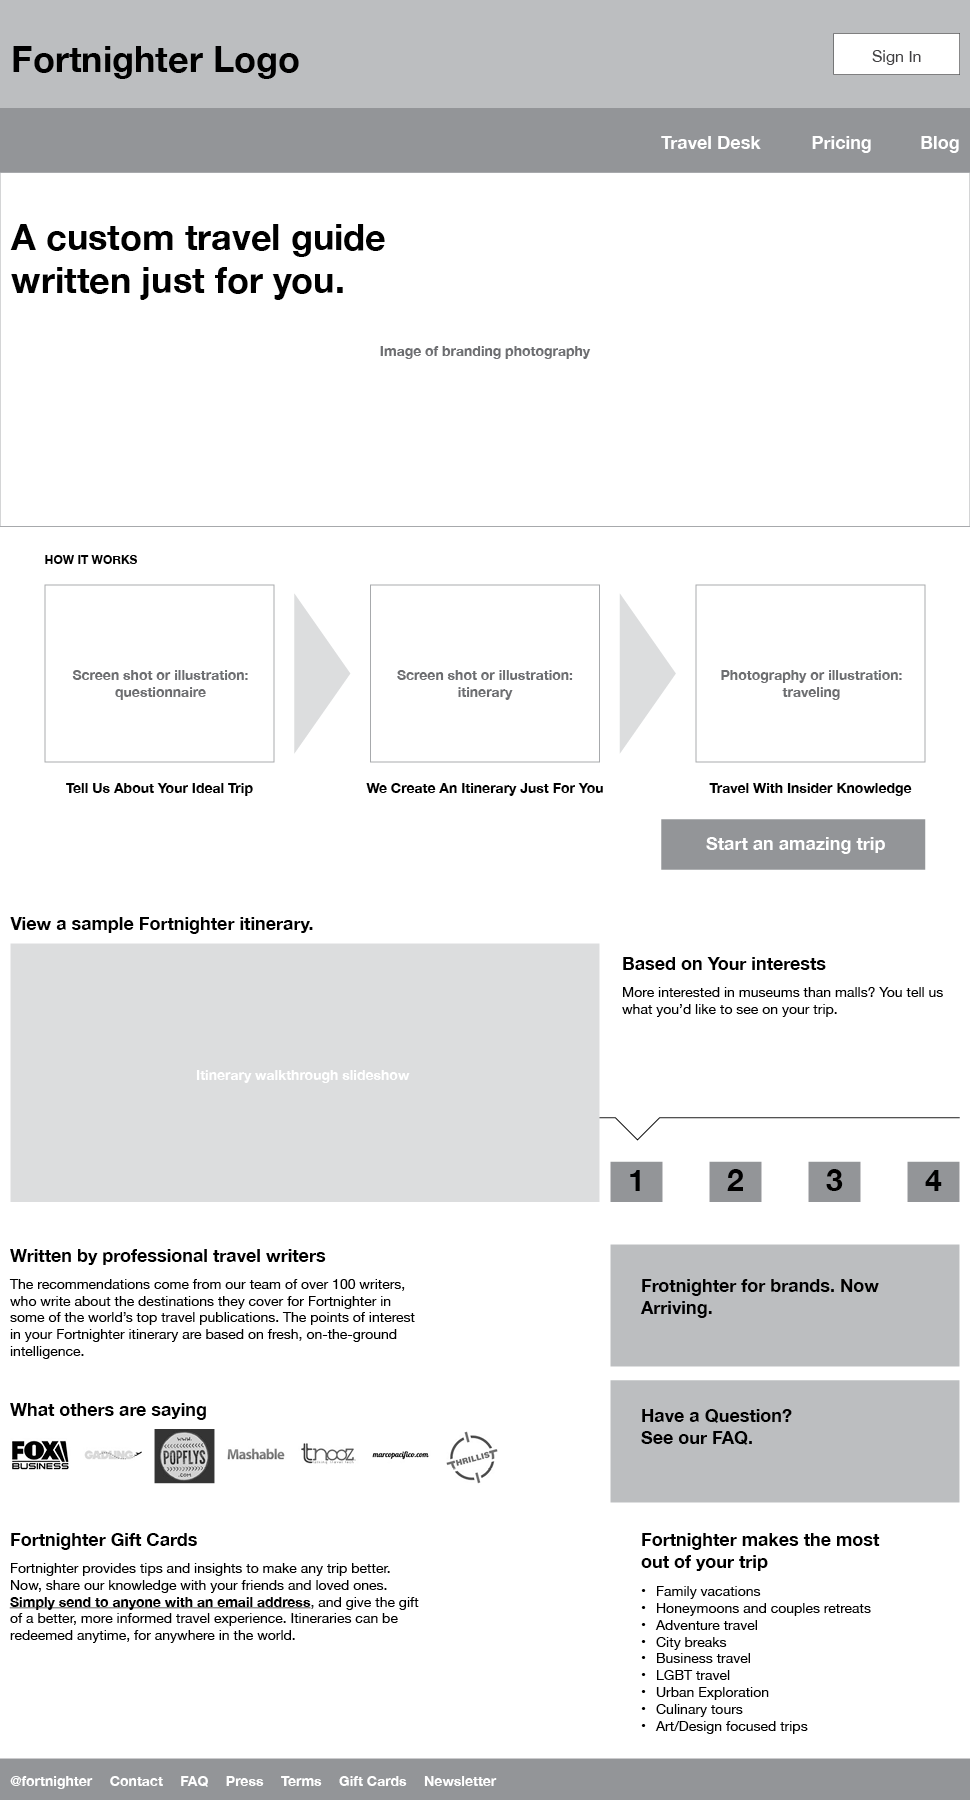 Fortnighter Logo
Sign In
Travel Desk
Pricing
Blog
A custom travel guide
written just for you.
Image of branding photography
HOW IT WORKS
Screen shot or illustration:
questionnaire
Screen shot or illustration:
itinerary
Photography or illustration:
traveling
Tell Us About Your Ideal Trip
We Create An Itinerary Just For You
Travel With Insider Knowledge
Start an amazing trip
View a sample Fortnighter itinerary.
Itinerary walkthrough slideshow
Based on Your interests
More interested in museums than malls? You tell us
what you’d like to see on your trip.
1
2
3
4
Written by professional travel writers
The recommendations come from our team of over 100 writers,
who write about the destinations they cover for Fortnighter in
some of the world’s top travel publications. The points of interest
in your Fortnighter itinerary are based on fresh, on-the-ground
intelligence.
Frotnighter for brands. Now
Arriving.
What others are saying
FOX
BUSINESS
GADLING
WWW.
POPFLYS
.COM
Mashable
tnooz
marcopacifico.com
THRILLIST
Have a Question?
See our FAQ.
Fortnighter Gift Cards
Fortnighter provides tips and insights to make any trip better.
Now, share our knowledge with your friends and loved ones.
Simply send to anyone with an email address, and give the gift
of a better, more informed travel experience. Itineraries can be
redeemed anytime, for anywhere in the world.
Fortnighter makes the most
out of your trip
• Family vacations
• Honeymoons and couples retreats
• Adventure travel
• City breaks
• Business travel
• LGBT travel
• Urban Exploration
• Culinary tours
• Art/Design focused trips
@fortnighter
Contact
FAQ
Press
Terms
Gift Cards
Newsletter